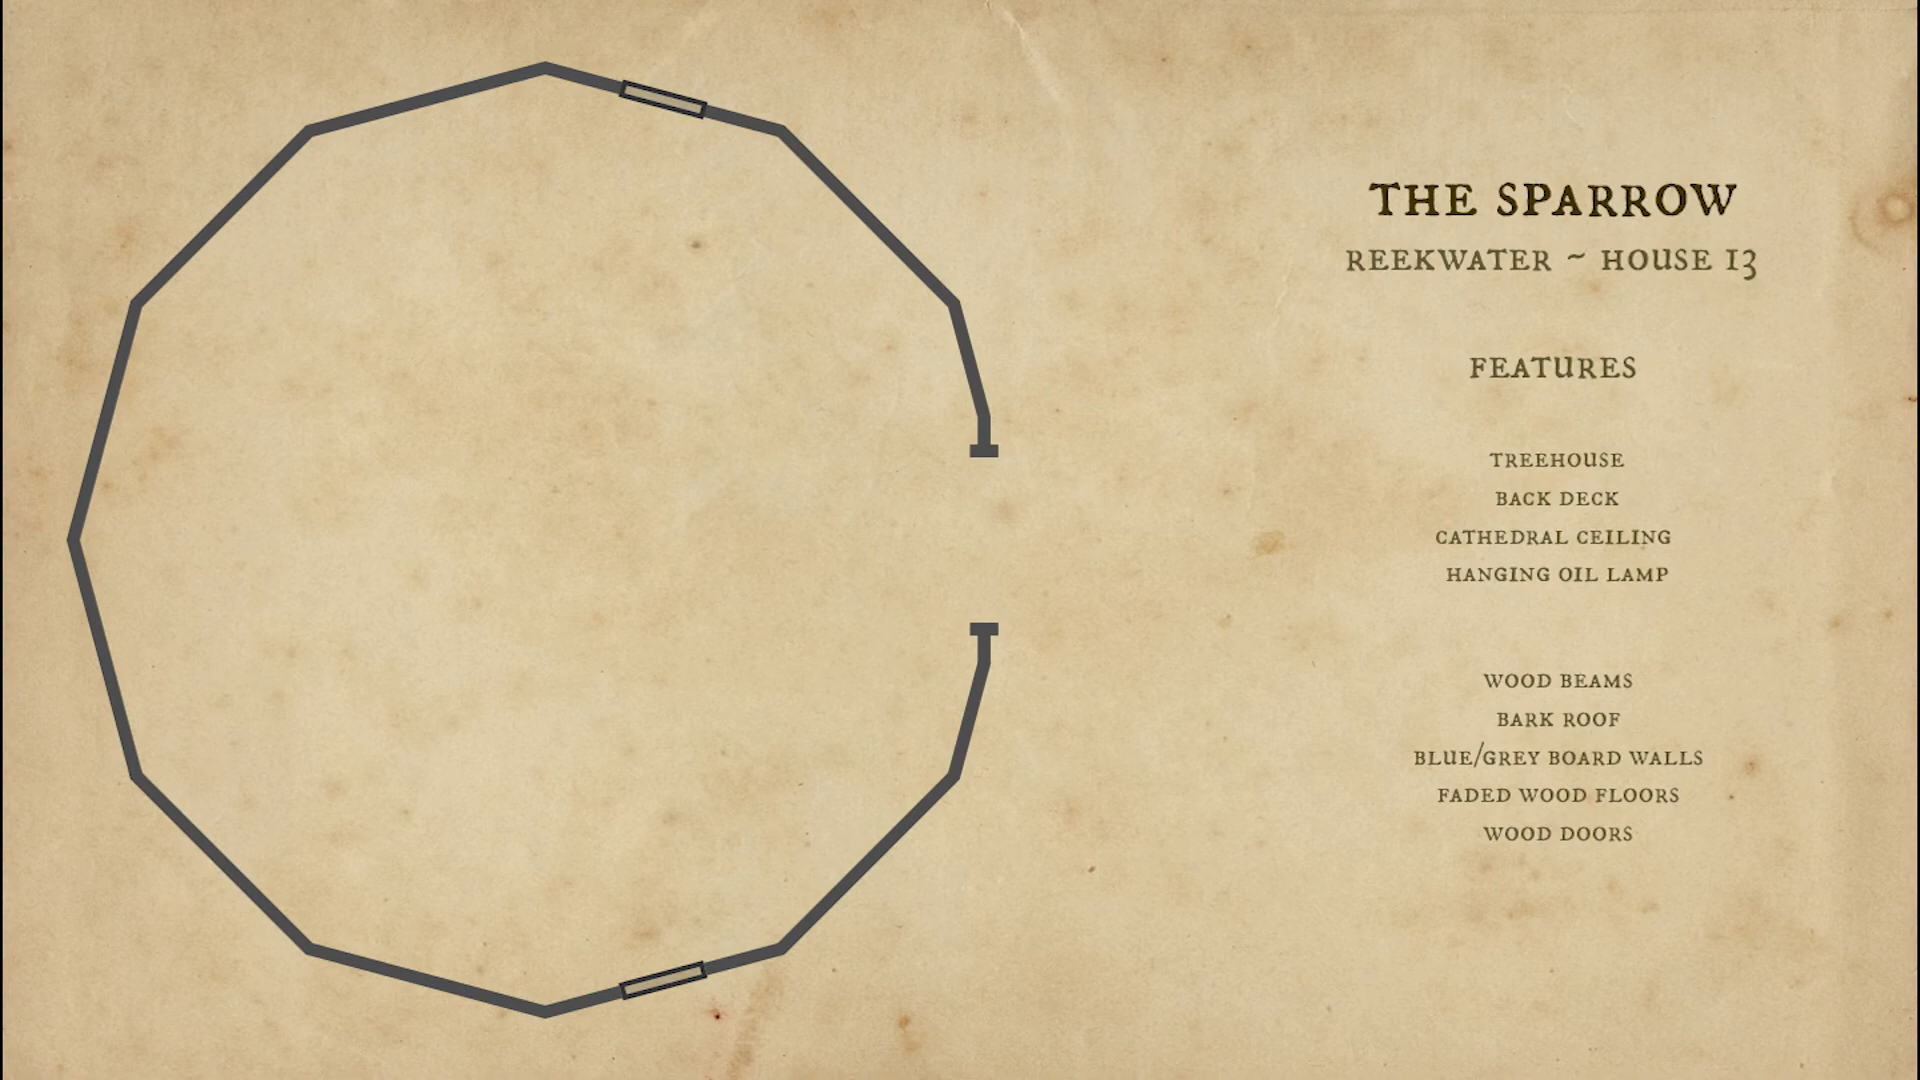 THE SPARROW
REEKWATER ~ HOUSE 13
FEATURES
TREEHOUSE
BACK DECK
CATHEDRAL CEILING
HANGING OIL LAMP
WOOD BEAMS
BARK ROOF
BLUE/GREY BOARD WALLS
FADED WOOD FLOORS
WOOD DOORS